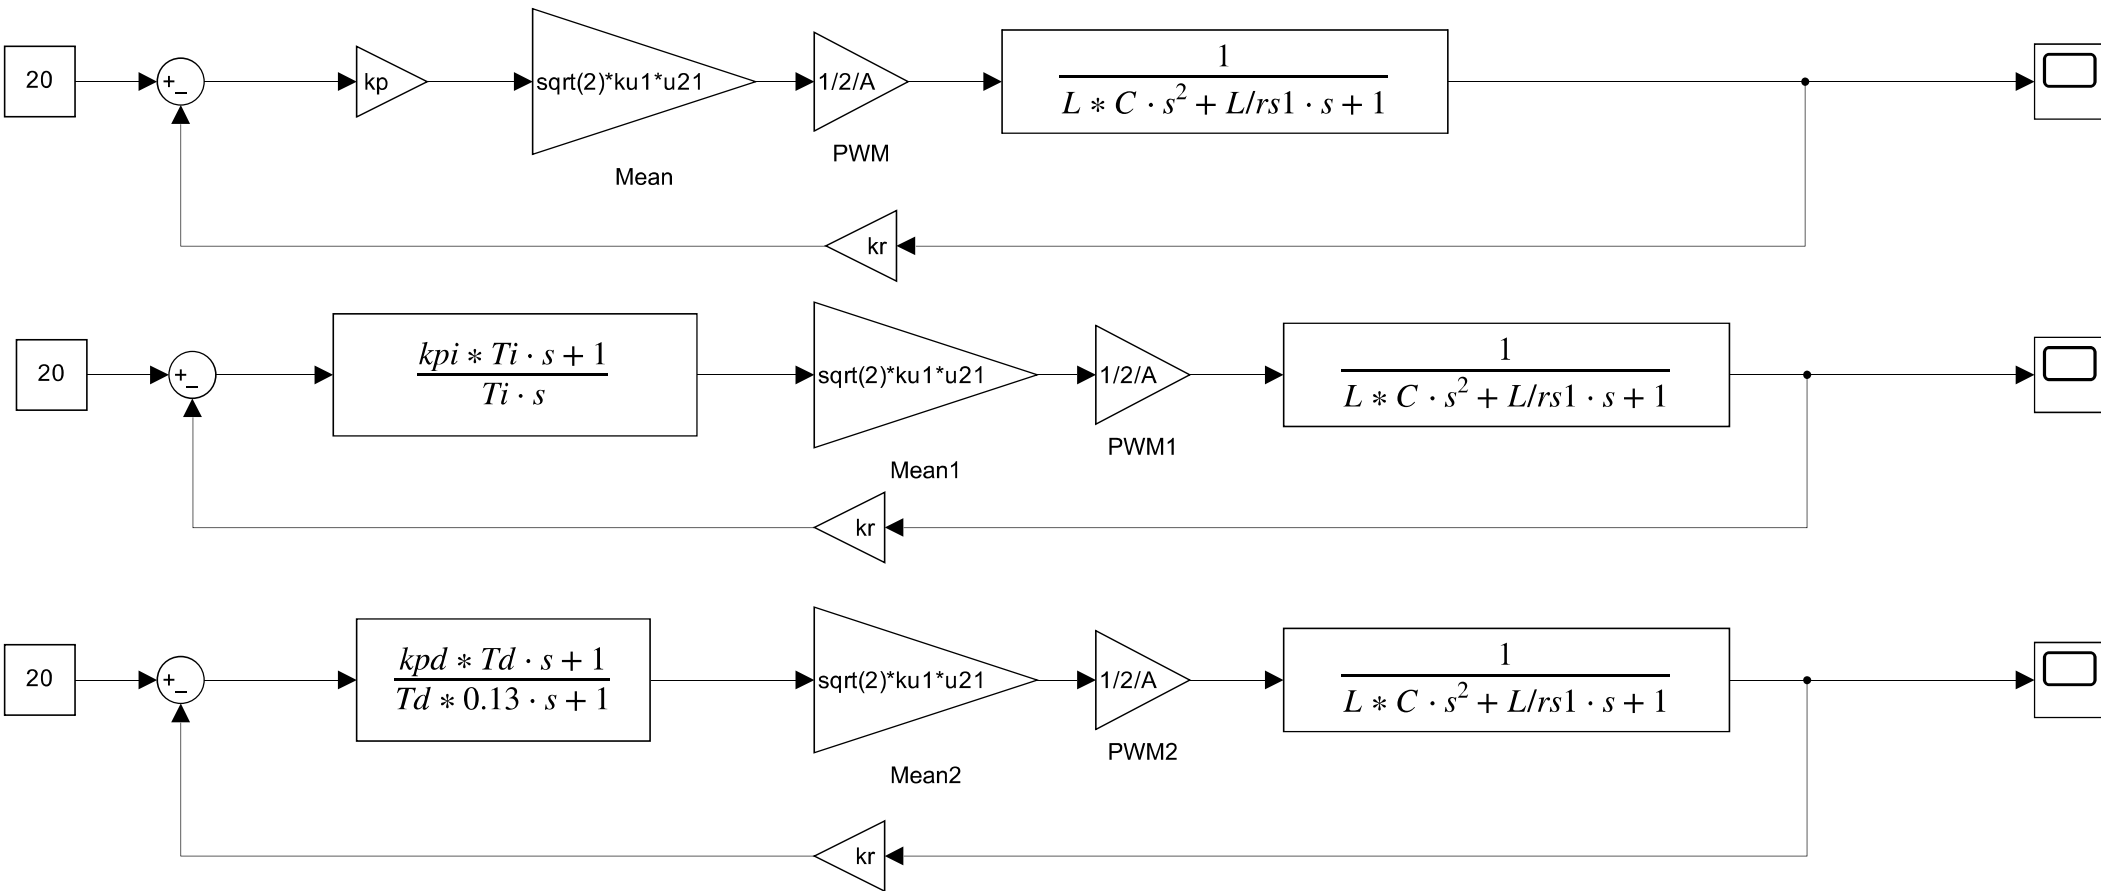 20
+
_
kp
sqrt(2)*ku1*u21
1/2/A
1
L ∗ C · s² + L/rs1 · s + 1
PWM
Mean
kr
20
+
_
kpi ∗ Ti · s + 1
Ti · s
sqrt(2)*ku1*u21
1/2/A
1
L ∗ C · s² + L/rs1 · s + 1
PWM1
Mean1
kr
20
+
_
kpd ∗ Td · s + 1
Td ∗ 0.13 · s + 1
sqrt(2)*ku1*u21
1/2/A
1
L ∗ C · s² + L/rs1 · s + 1
PWM2
Mean2
kr